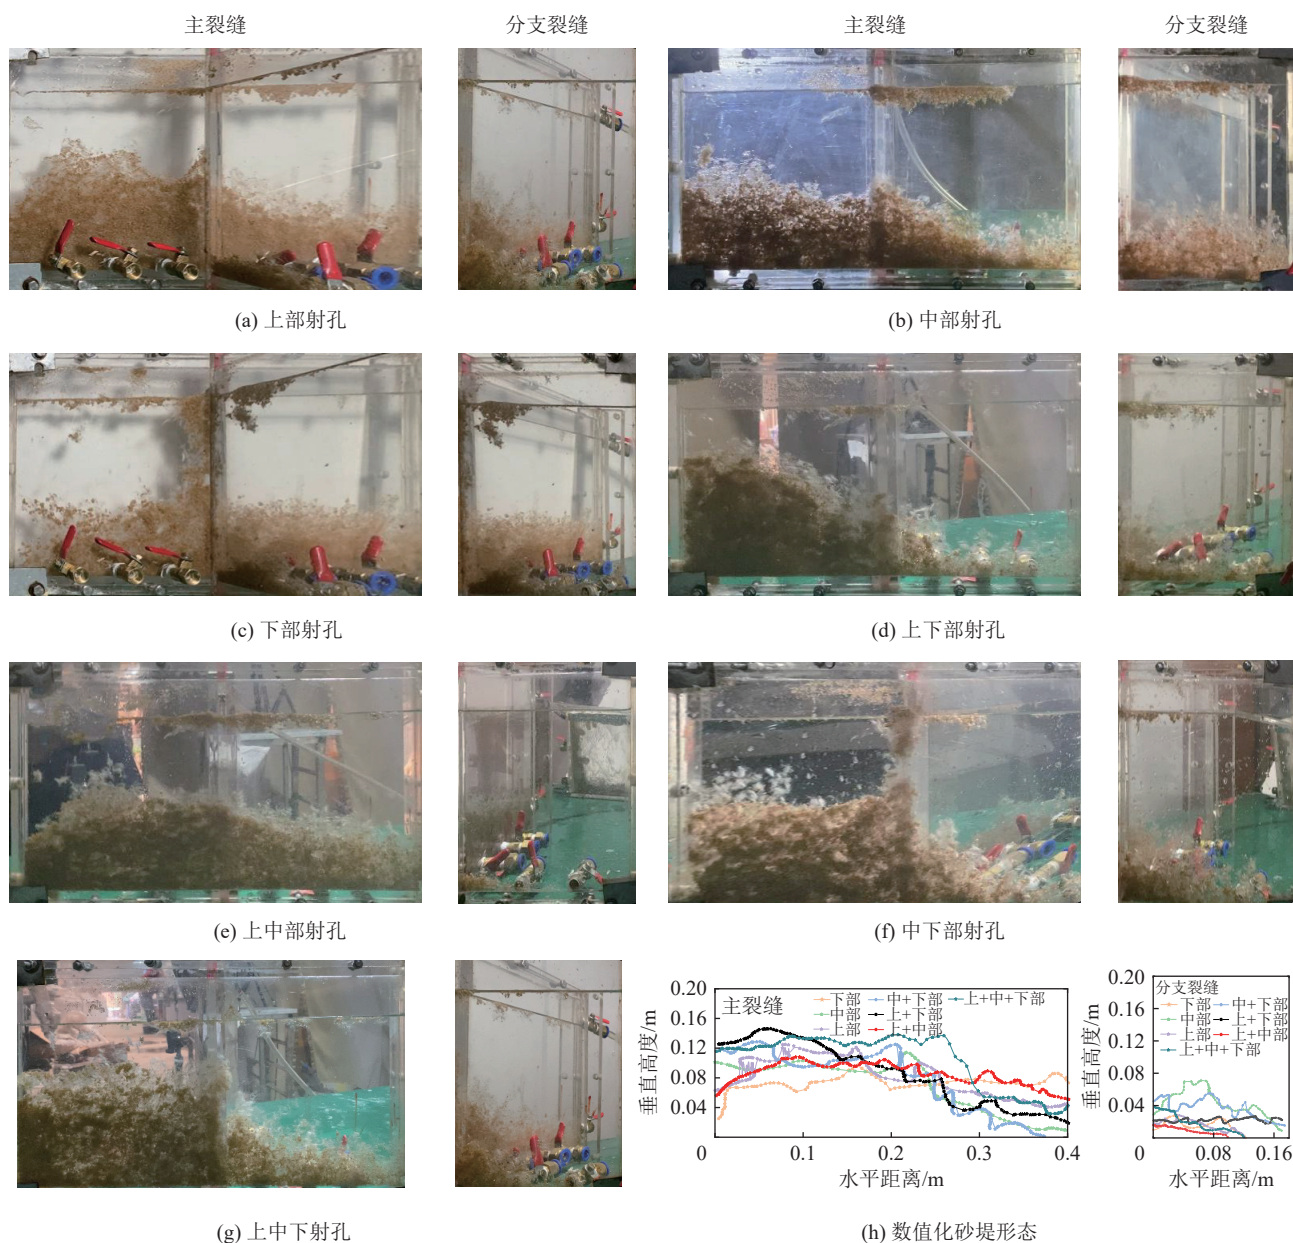 主裂缝 分支裂缝 主裂缝 分支裂缝
(a) 上部射孔 (b) 中部射孔
(c) 下部射孔 (d) 上下部射孔
(e) 上中部射孔 (f) 中下部射孔
主裂缝
下部 中+下部 上+中+下部
中部 上+下部
上部 上+中部
0.20
0.16
0.12
0.08
0.04
0 0.1 0.2 0.3 0.4
垂直高度/m
水平距离/m
分支裂缝
下部 中+下部
中部 上+下部
上部 上+中部
上+中+下部
0.20
0.16
0.12
0.08
0.04
0 0.08 0.16
垂直高度/m
水平距离/m
(g) 上中下射孔 (h) 数值化砂堤形态